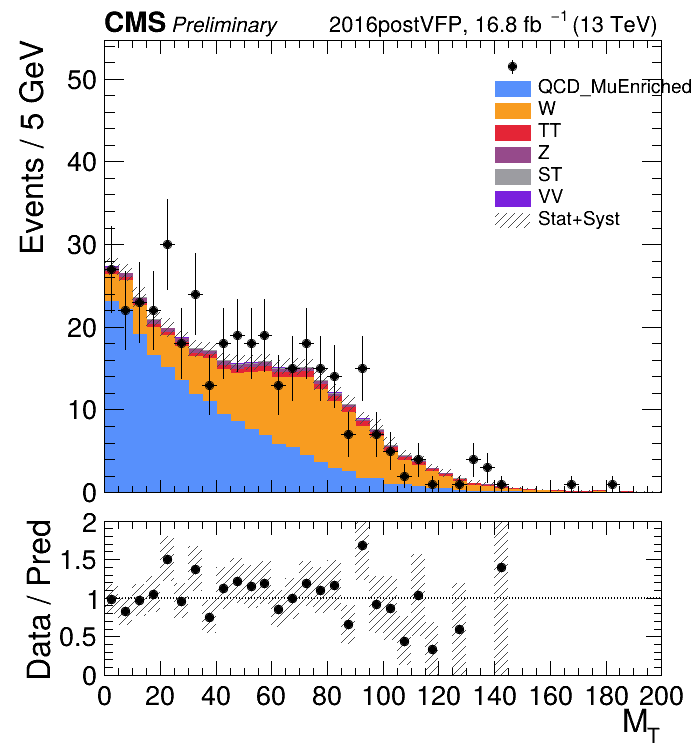 CMS Preliminary 2016postVFP, 16.8 fb ⁻¹ (13 TeV)
Events / 5 GeV
50
40
30
20
10
0
QCD_MuEnriched
W
TT
Z
ST
VV
Stat+Syst
Data / Pred
2
1.5
1
0.5
0
0 20 40 60 80 100 120 140 160 180 200
M_T